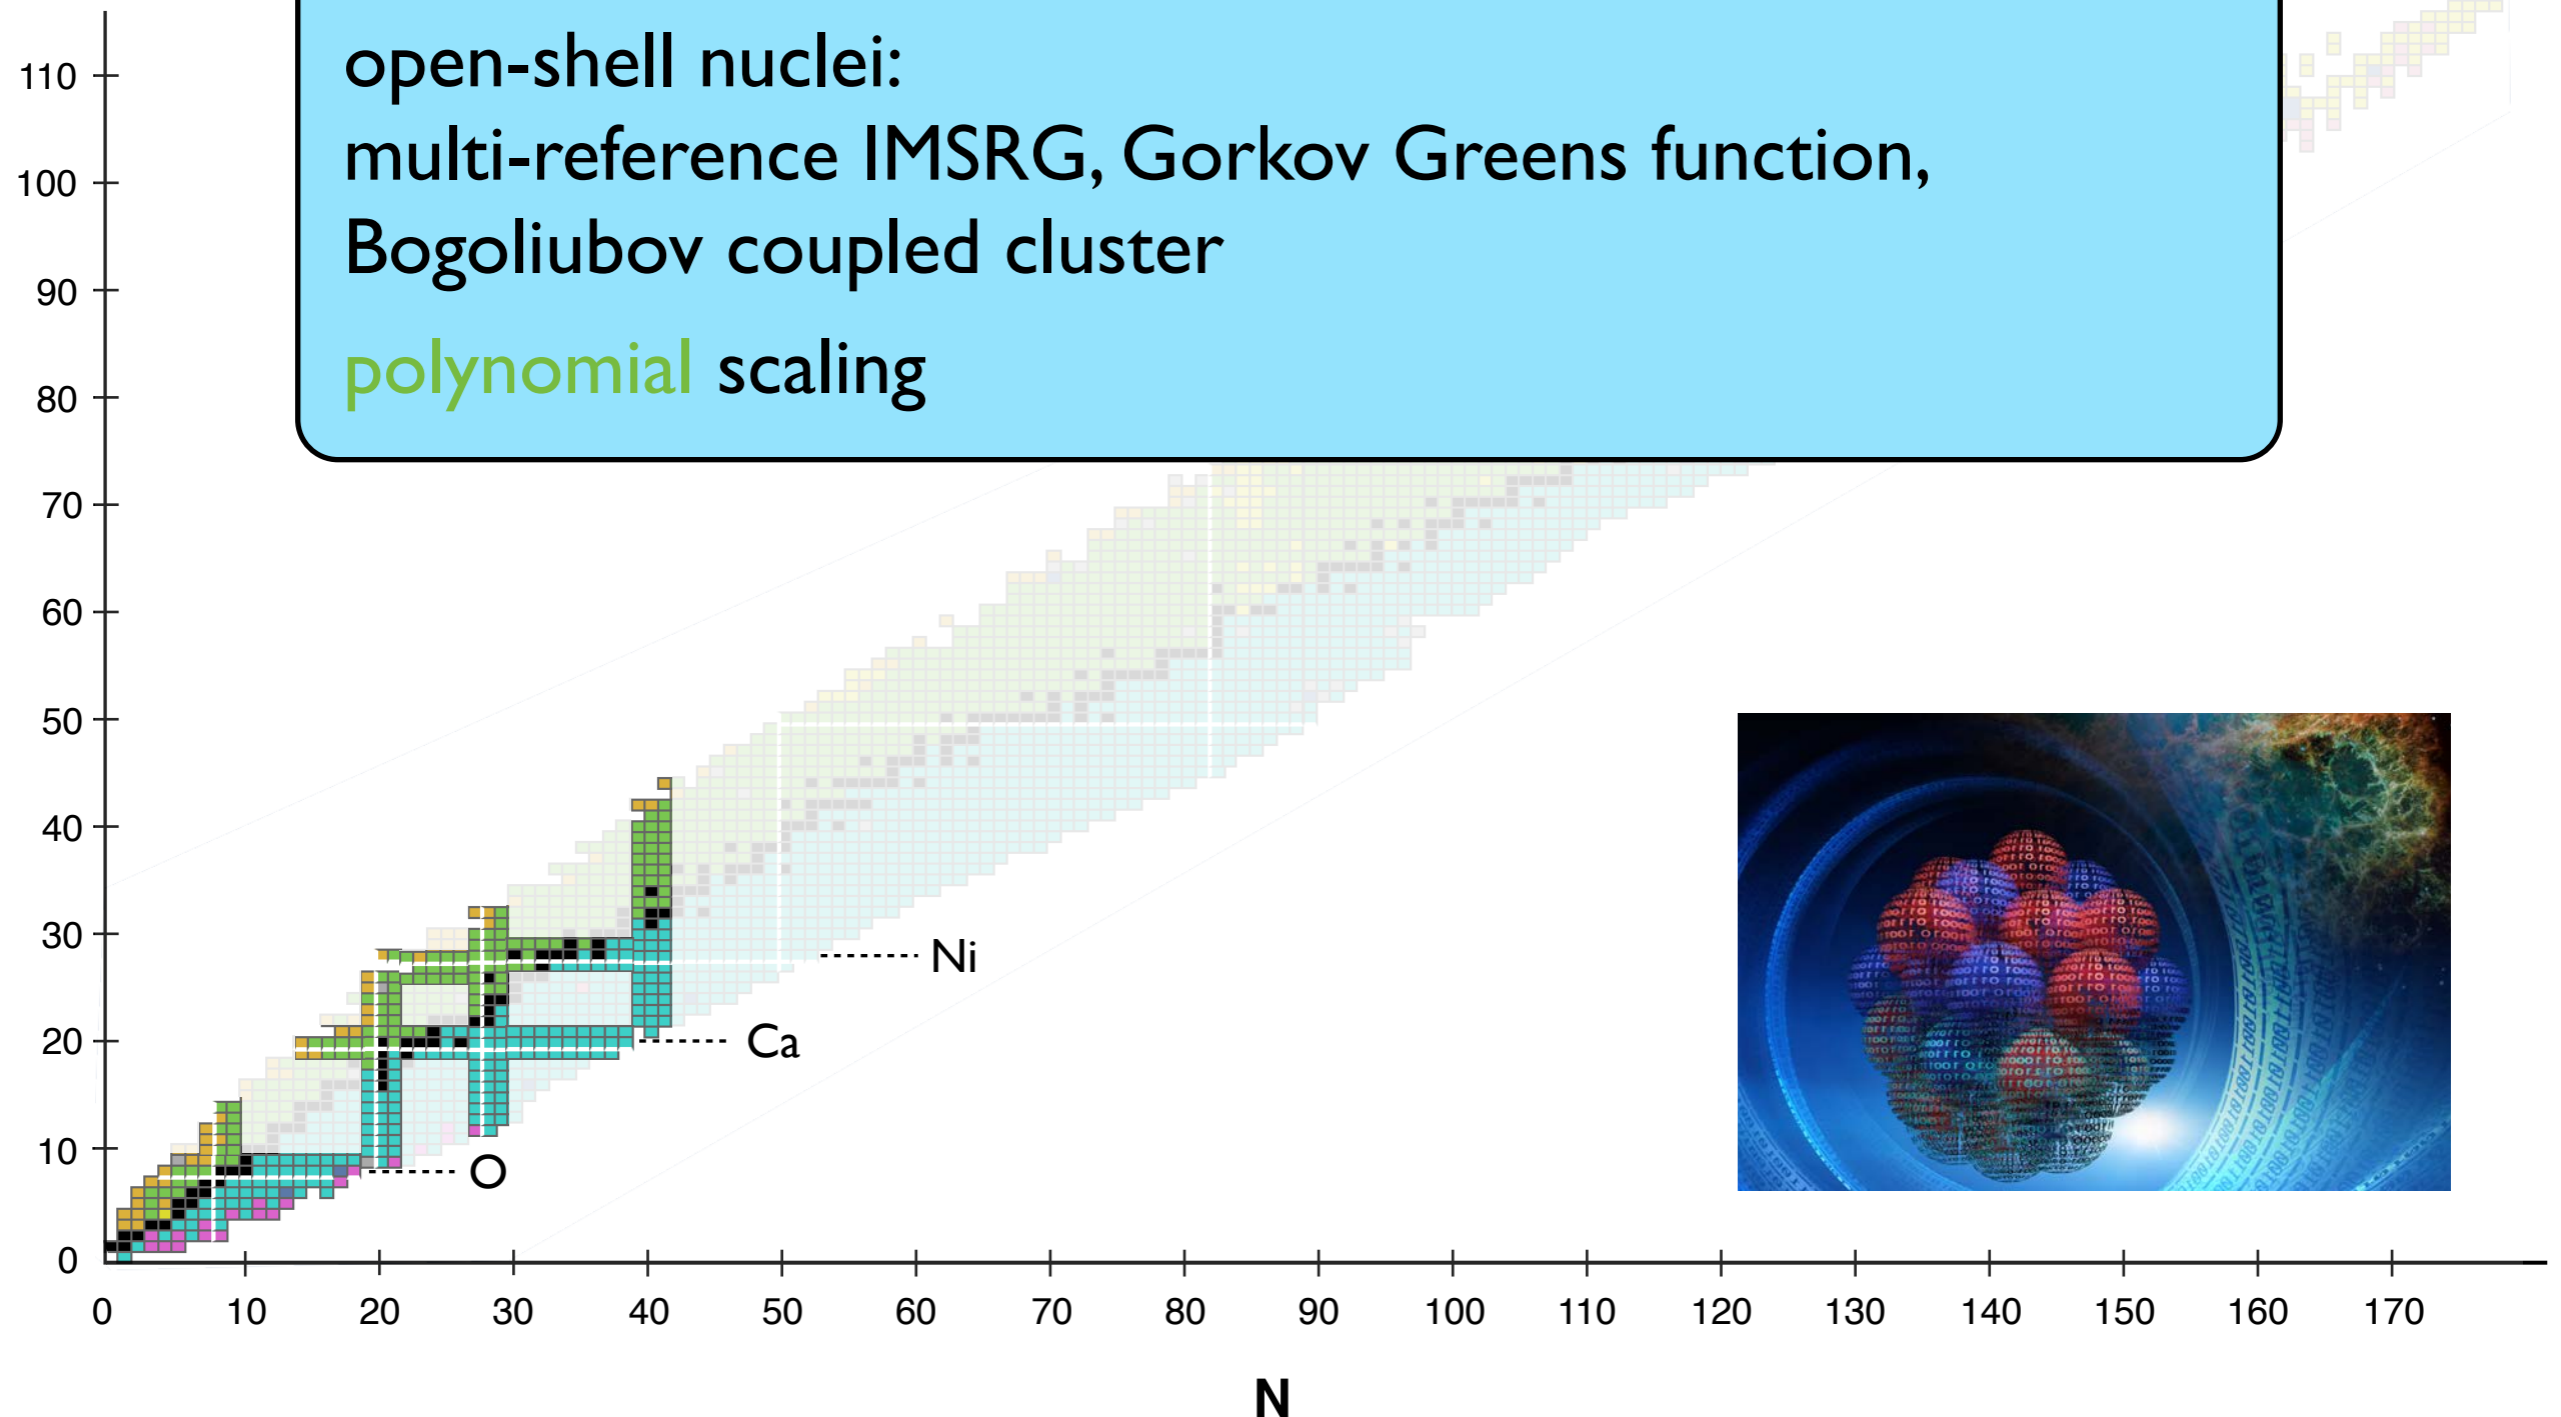 open-shell nuclei:
multi-reference IMSRG, Gorkov Greens function,
Bogoliubov coupled cluster
polynomial scaling
110
100
90
80
70
60
50
40
30
20
10
0
Ni
Ca
O
0 10 20 30 40 50 60 70 80 90 100 110 120 130 140 150 160 170
N